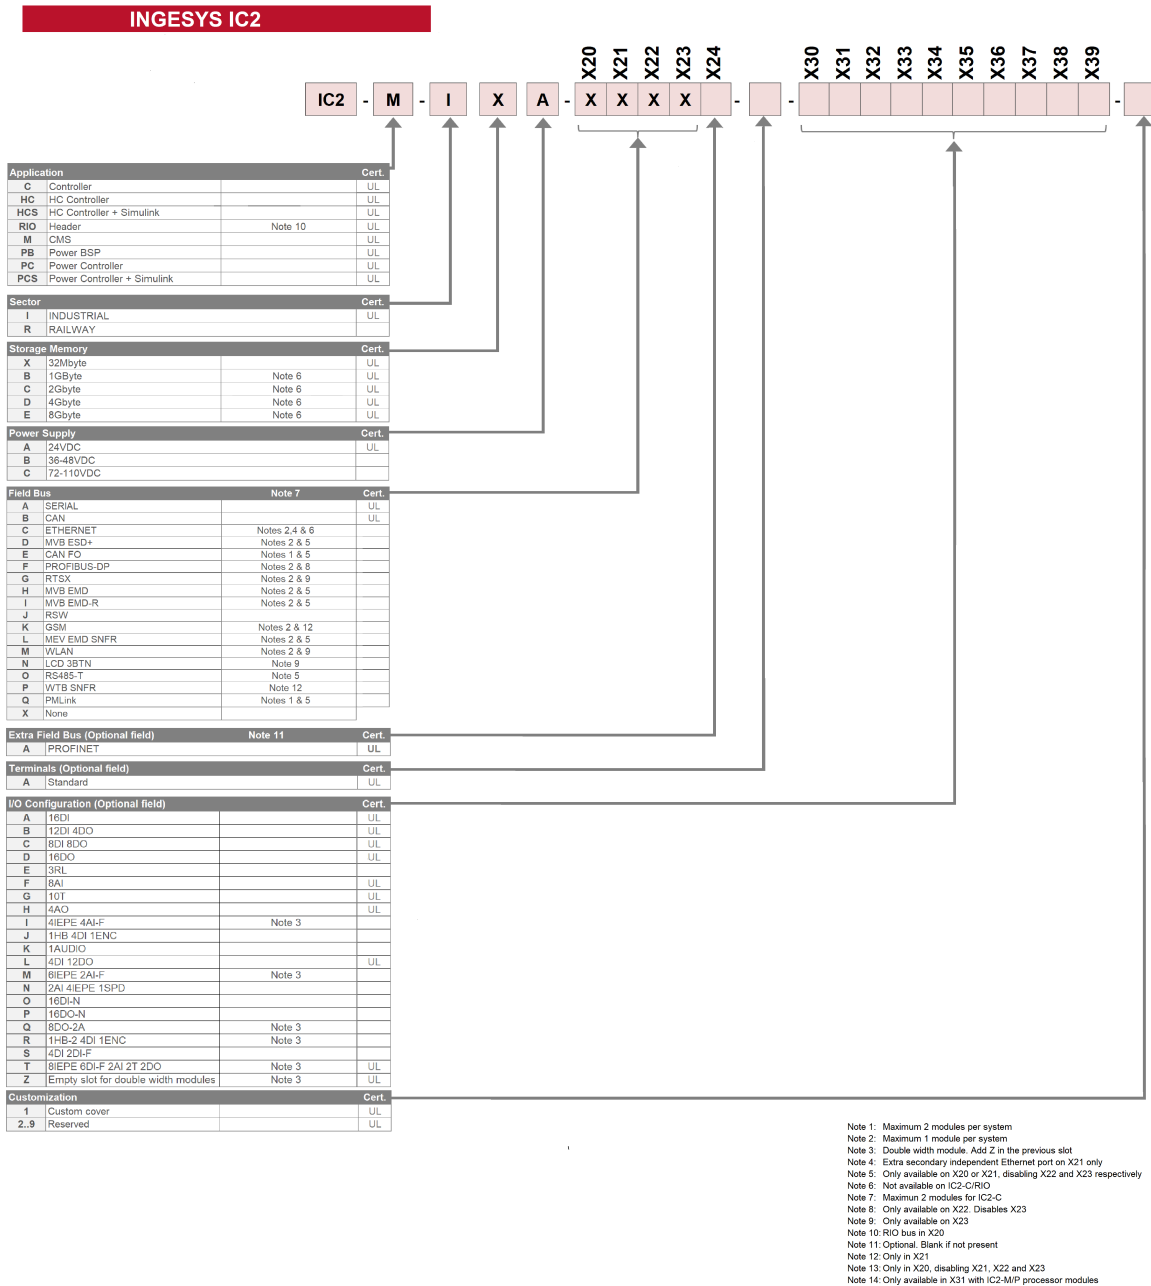 INGESYS IC2
X20 X21 X22 X23 X24 X30 X31 X32 X33 X34 X35 X36 X37 X38 X39
IC2 - M - I X A - X X X X - - -
Application Cert.
C Controller UL
HC HC Controller UL
HCS HC Controller + Simulink UL
RIO Header Note 10 UL
M CMS UL
PB Power BSP UL
PC Power Controller UL
PCS Power Controller + Simulink UL
Sector Cert.
I INDUSTRIAL UL
R RAILWAY
Storage Memory Cert.
X 32Mbyte UL
B 1GByte Note 6 UL
C 2Gbyte Note 6 UL
D 4Gbyte Note 6 UL
E 8Gbyte Note 6 UL
Power Supply Cert.
A 24VDC UL
B 36-48VDC
C 72-110VDC
Field Bus Note 7 Cert.
A SERIAL UL
B CAN UL
C ETHERNET Notes 2,4 & 6
D MVB ESD+ Notes 2 & 5
E CAN FO Notes 1 & 5
F PROFIBUS-DP Notes 2 & 8
G RTSX Notes 2 & 9
H MVB EMD Notes 2 & 5
I MVB EMD-R Notes 2 & 5
J RSW
K GSM Notes 2 & 12
L MEV EMD SNFR Notes 2 & 5
M WLAN Notes 2 & 9
N LCD 3BTN Note 9
O RS485-T Note 5
P WTB SNFR Note 12
Q PMLink Notes 1 & 5
X None
Extra Field Bus (Optional field) Note 11 Cert.
A PROFINET UL
Terminals (Optional field) Cert.
A Standard UL
I/O Configuration (Optional field) Cert.
A 16DI UL
B 12DI 4DO UL
C 8DI 8DO UL
D 16DO UL
E 3RL
F 8AI UL
G 10T UL
H 4AO UL
I 4IEPE 4AI-F Note 3
J 1HB 4DI 1ENC
K 1AUDIO
L 4DI 12DO UL
M 6IEPE 2AI-F Note 3
N 2AI 4IEPE 1SPD
O 16DI-N
P 16DO-N
Q 8DO-2A Note 3
R 1HB-2 4DI 1ENC Note 3
S 4DI 2DI-F
T 8IEPE 6DI-F 2AI 2T 2DO Note 3 UL
Z Empty slot for double width modules Note 3 UL
Customization Cert.
1 Custom cover UL
2..9 Reserved UL
Note 1: Maximum 2 modules per system
Note 2: Maximum 1 module per system
Note 3: Double width module. Add Z in the previous slot
Note 4: Extra secondary independent Ethernet port on X21 only
Note 5: Only available on X20 or X21, disabling X22 and X23 respectively
Note 6: Not available on IC2-C/RIO
Note 7: Maximun 2 modules for IC2-C
Note 8: Only available on X22. Disables X23
Note 9: Only available on X23
Note 10: RIO bus in X20
Note 11: Optional. Blank if not present
Note 12: Only in X21
Note 13: Only in X20, disabling X21, X22 and X23
Note 14: Only available in X31 with IC2-M/P processor modules